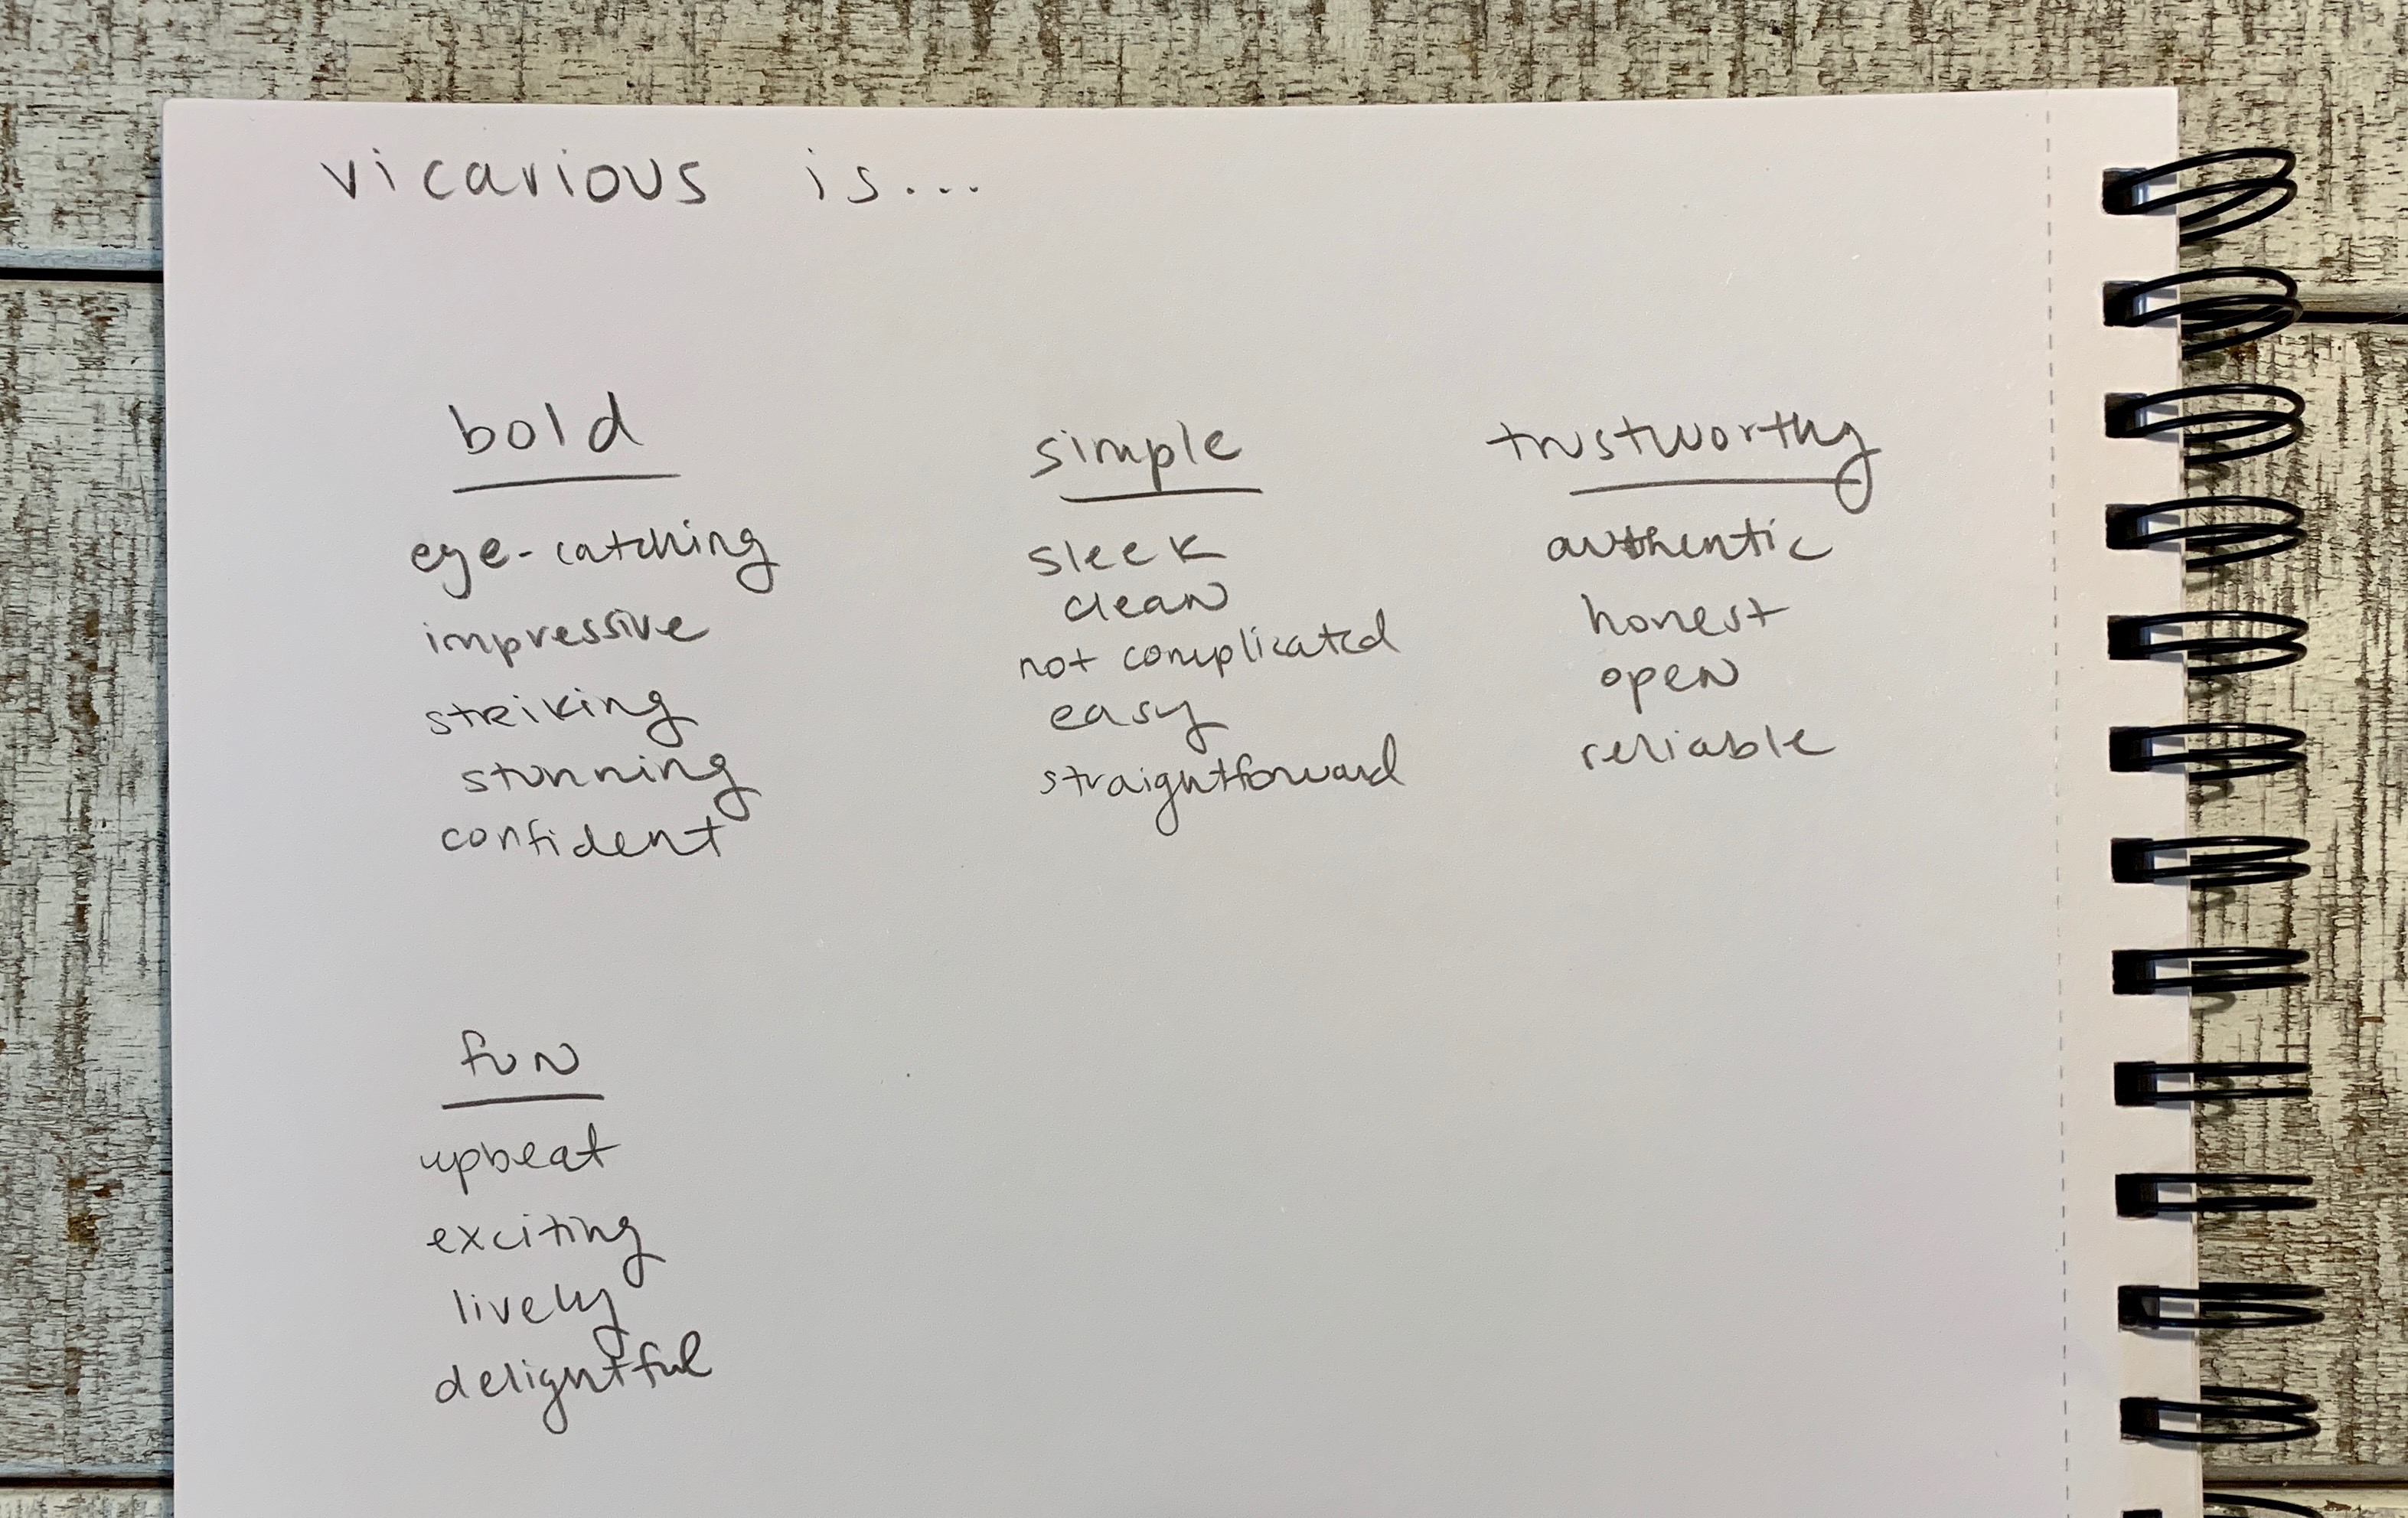 vicarious is...
bold
eye-catching
impressive
striking
stunning
confident
simple
sleek
clean
not complicated
easy
straightforward
trustworthy
authentic
honest
open
reliable
fun
upbeat
exciting
lively
delightful